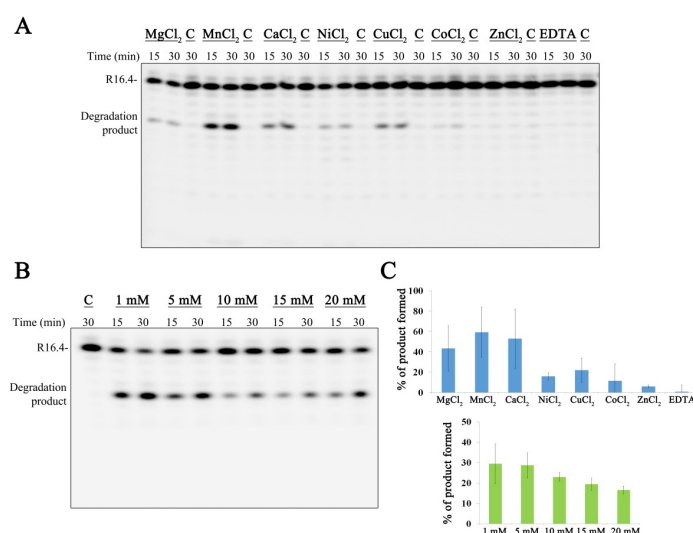 A
MgCl2 C MnCl2 C CaCl2 C NiCl2 C CuCl2 C CoCl2 C ZnCl2 C EDTA C
Time (min) 15 30 30 15 30 30 15 30 30 15 30 30 15 30 30 15 30 30 15 30 30 15 30 30
R16.4-
Degradation
product
B
C 1 mM 5 mM 10 mM 15 mM 20 mM
Time (min) 30 15 30 15 30 15 30 15 30 15 30
R16.4-
Degradation
product
C
% of product formed
100
80
60
40
20
0
MgCl2 MnCl2 CaCl2 NiCl2 CuCl2 CoCl2 ZnCl2 EDTA
% of product formed
50
40
30
20
10
0
1 mM 5 mM 10 mM 15 mM 20 mM